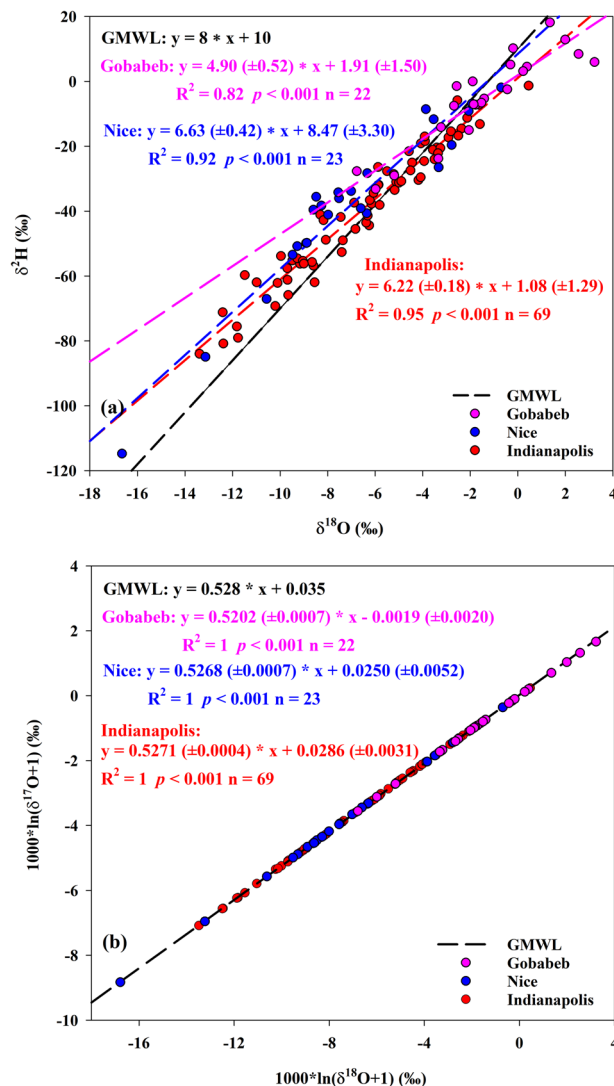 20
0
-20
-40
-60
-80
-100
-120
δ²H (‰)
GMWL: y = 8 * x + 10
Gobabeb: y = 4.90 (±0.52) * x + 1.91 (±1.50)
R² = 0.82 p < 0.001 n = 22
Nice: y = 6.63 (±0.42) * x + 8.47 (±3.30)
R² = 0.92 p < 0.001 n = 23
Indianapolis:
y = 6.22 (±0.18) * x + 1.08 (±1.29)
R² = 0.95 p < 0.001 n = 69
(a)
GMWL
Gobabeb
Nice
Indianapolis
-18 -16 -14 -12 -10 -8 -6 -4 -2 0 2 4
δ¹⁸O (‰)
4
2
0
-2
-4
-6
-8
-10
1000*ln(δ¹⁷O+1) (‰)
GMWL: y = 0.528 * x + 0.035
Gobabeb: y = 0.5202 (±0.0007) * x - 0.0019 (±0.0020)
R² = 1 p < 0.001 n = 22
Nice: y = 0.5268 (±0.0007) * x + 0.0250 (±0.0052)
R² = 1 p < 0.001 n = 23
Indianapolis:
y = 0.5271 (±0.0004) * x + 0.0286 (±0.0031)
R² = 1 p < 0.001 n = 69
(b)
GMWL
Gobabeb
Nice
Indianapolis
-16 -12 -8 -4 0 4
1000*ln(δ¹⁸O+1) (‰)